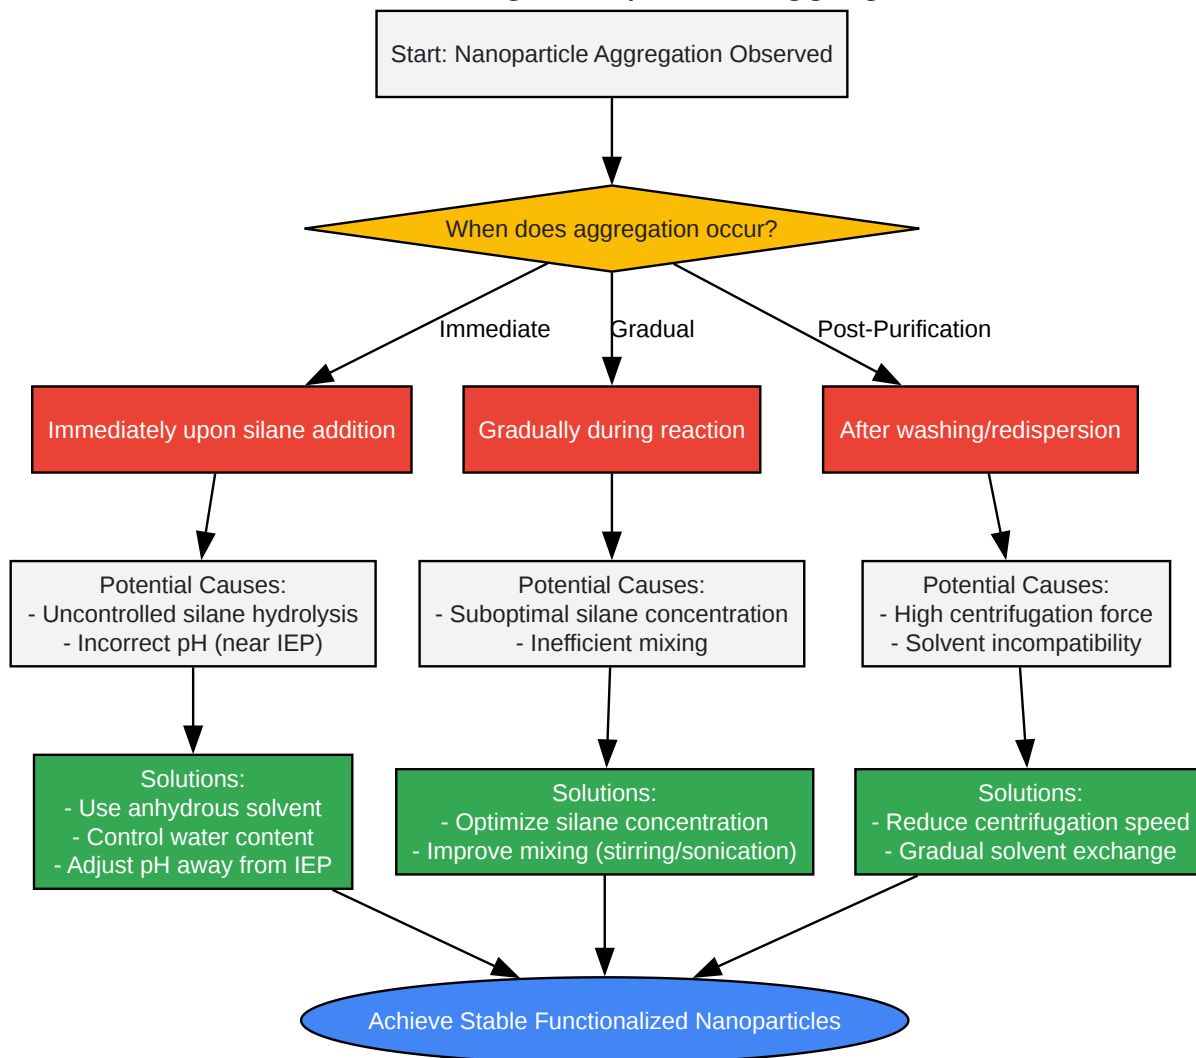 Start: Nanoparticle Aggregation Observed
When does aggregation occur?
Immediate
Gradual
Post-Purification
Immediately upon silane addition
Gradually during reaction
After washing/redispersion
Potential Causes:
- Uncontrolled silane hydrolysis
- Incorrect pH (near IEP)
Potential Causes:
- Suboptimal silane concentration
- Inefficient mixing
Potential Causes:
- High centrifugation force
- Solvent incompatibility
Solutions:
- Use anhydrous solvent
- Control water content
- Adjust pH away from IEP
Solutions:
- Optimize silane concentration
- Improve mixing (stirring/sonication)
Solutions:
- Reduce centrifugation speed
- Gradual solvent exchange
Achieve Stable Functionalized Nanoparticles